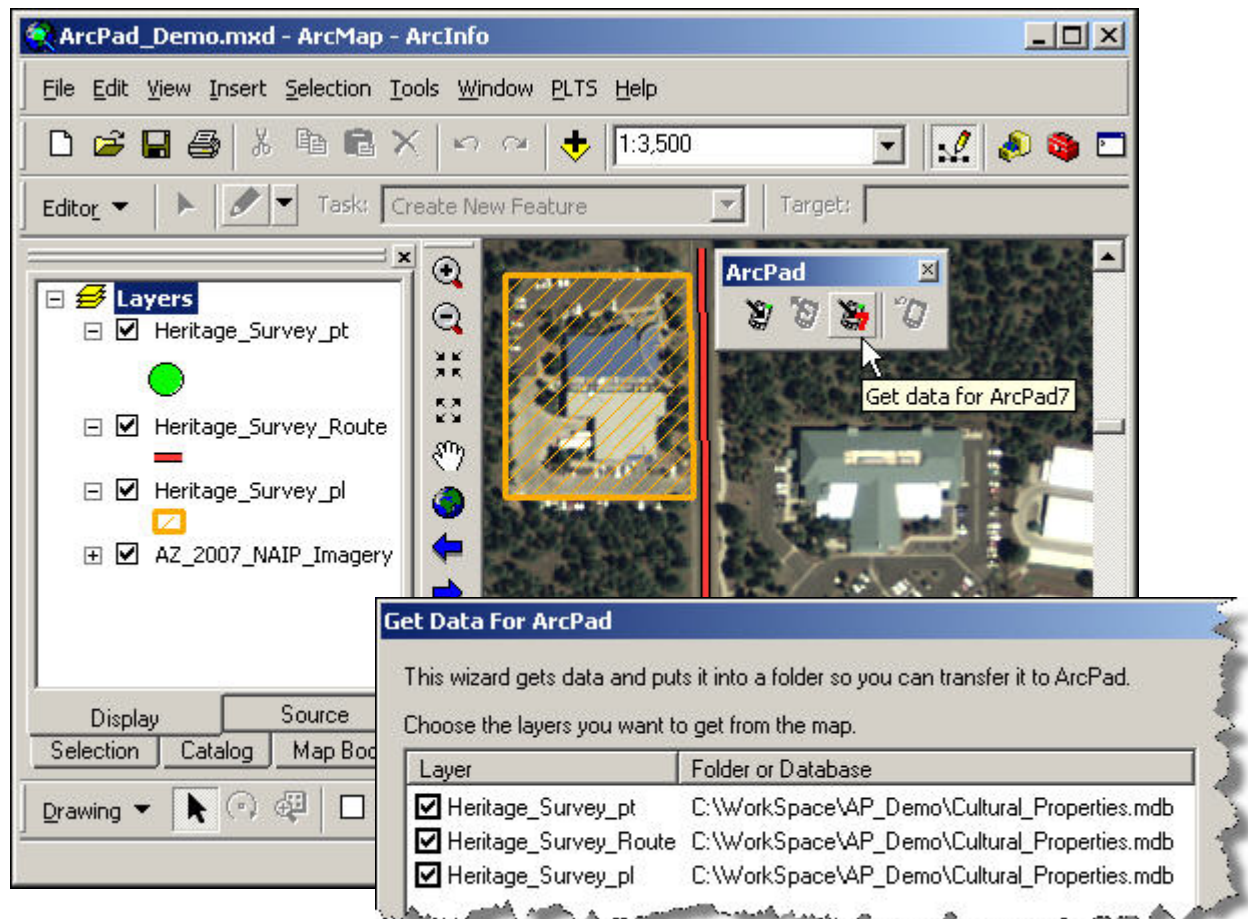 ArcPad_Demo.mxd - ArcMap - ArcInfo
File Edit View Insert Selection Tools Window PLTS Help
1:3,500
Editor Task: Create New Feature Target:
Layers
Heritage_Survey_pt
Heritage_Survey_Route
Heritage_Survey_pl
AZ_2007_NAIP_Imagery
ArcPad
7
Get data for ArcPad7
Display Source
Selection Catalog Map Boo
Drawing
Get Data For ArcPad
This wizard gets data and puts it into a folder so you can transfer it to ArcPad.
Choose the layers you want to get from the map.
Layer Folder or Database
Heritage_Survey_pt C:\WorkSpace\AP_Demo\Cultural_Properties.mdb
Heritage_Survey_Route C:\WorkSpace\AP_Demo\Cultural_Properties.mdb
Heritage_Survey_pl C:\WorkSpace\AP_Demo\Cultural_Properties.mdb